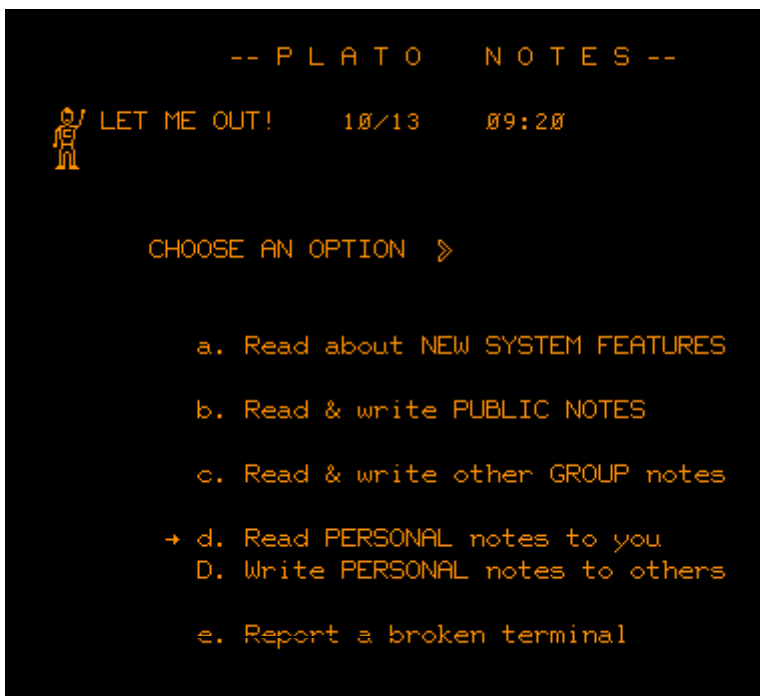 -- P L A T O   N O T E S --
LET ME OUT!   10/13   09:20
CHOOSE AN OPTION
a. Read about NEW SYSTEM FEATURES
b. Read & write PUBLIC NOTES
c. Read & write other GROUP notes
→ d. Read PERSONAL notes to you
D. Write PERSONAL notes to others
e. Report a broken terminal